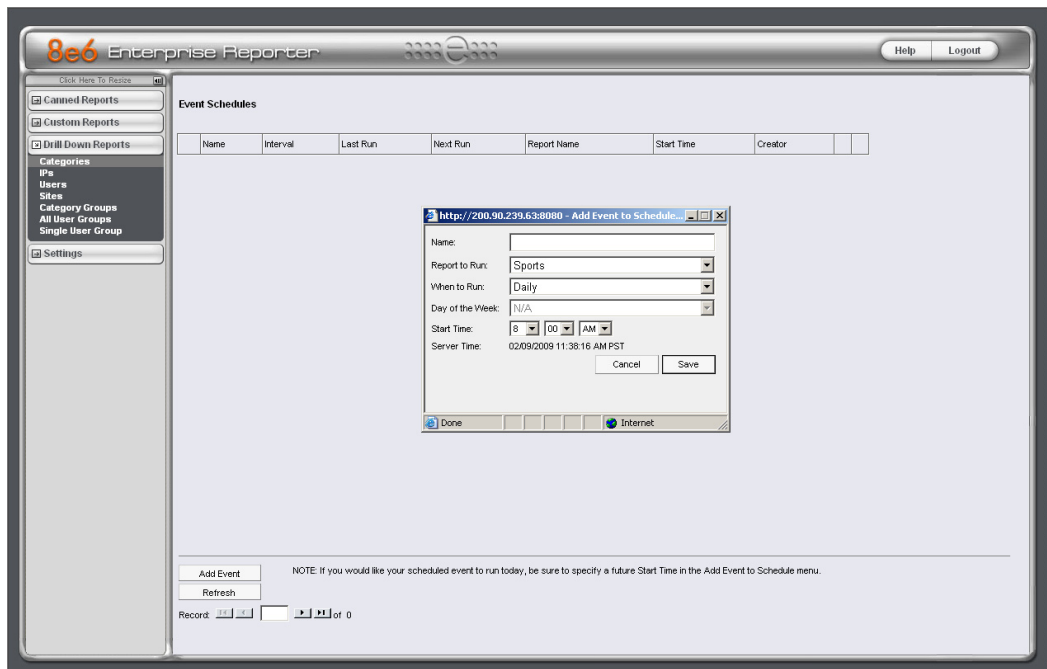 8e6 Enterprise Reporter
Help Logout
Click Here To Resize
Canned Reports
Custom Reports
Drill Down Reports
Categories
IPs
Users
Sites
Category Groups
All User Groups
Single User Group
Settings
Event Schedules
Name Interval Last Run Next Run Report Name Start Time Creator
http://200.90.239.63:8080 - Add Event to Schedule...
Name:
Report to Run: Sports
When to Run: Daily
Day of the Week: N/A
Start Time: 8 00 AM
Server Time: 02/09/2009 11:38:16 AM PST
Cancel Save
Done Internet
Add Event NOTE: If you would like your scheduled event to run today, be sure to specify a future Start Time in the Add Event to Schedule menu.
Refresh
Record: of 0